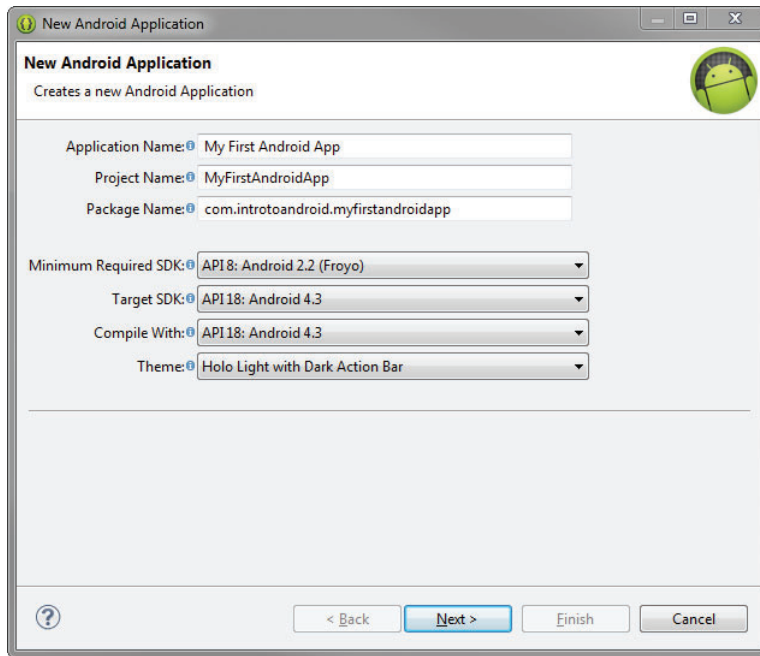 New Android Application
New Android Application
Creates a new Android Application
Application Name: My First Android App
Project Name: MyFirstAndroidApp
Package Name: com.introtoandroid.myfirstandroidapp
Minimum Required SDK: API 8: Android 2.2 (Froyo)
Target SDK: API 18: Android 4.3
Compile With: API 18: Android 4.3
Theme: Holo Light with Dark Action Bar
? < Back Next > Finish Cancel